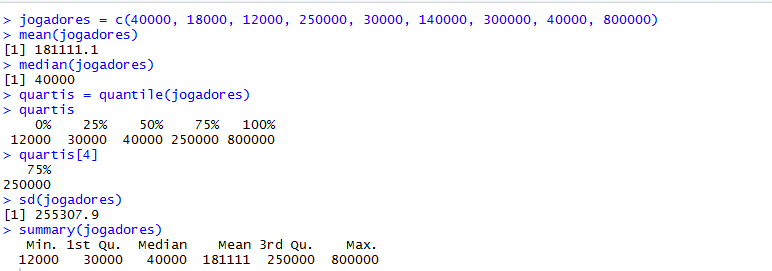 > jogadores = c(40000, 18000, 12000, 250000, 30000, 140000, 300000, 40000, 800000)
> mean(jogadores)
[1] 181111.1
> median(jogadores)
[1] 40000
> quartis = quantile(jogadores)
> quartis
    0%    25%    50%    75%   100%
 12000  30000  40000 250000 800000
> quartis[4]
   75%
250000
> sd(jogadores)
[1] 255307.9
> summary(jogadores)
   Min. 1st Qu.  Median    Mean 3rd Qu.    Max.
  12000   30000   40000  181111  250000  800000